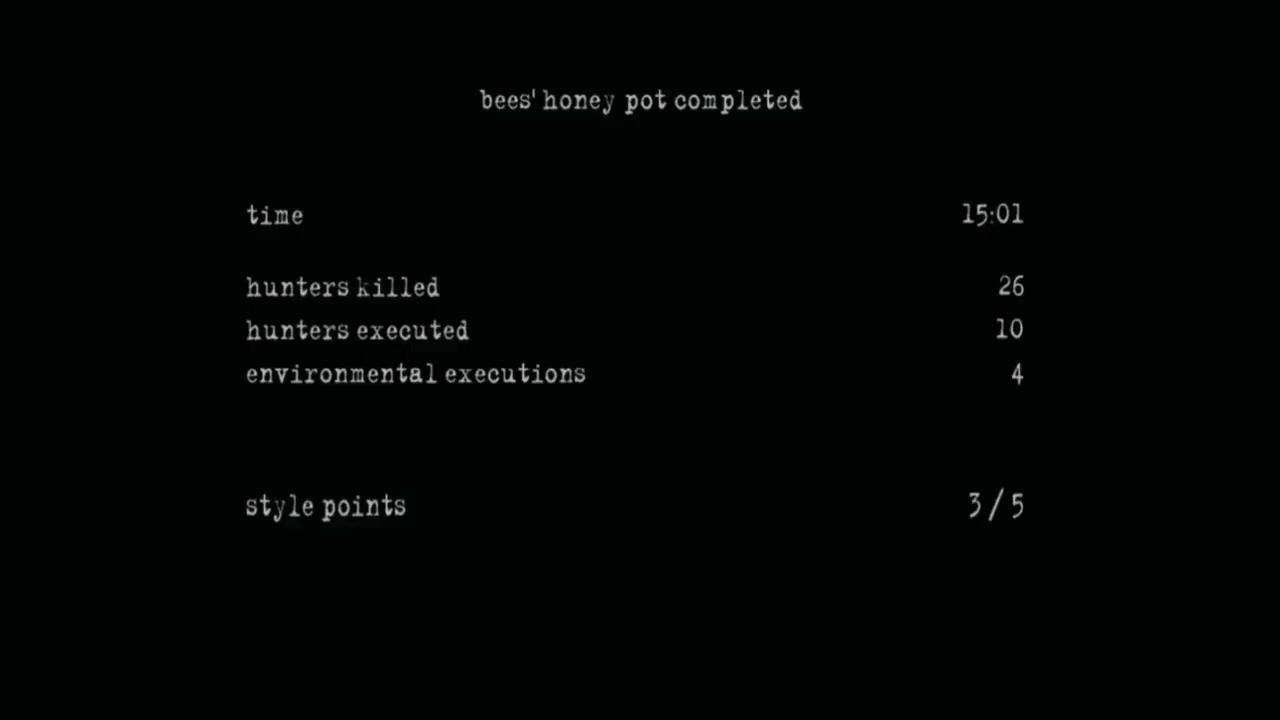 bees' honey pot completed
time 15:01
hunters killed 26
hunters executed 10
environmental executions 4
style points 3 / 5